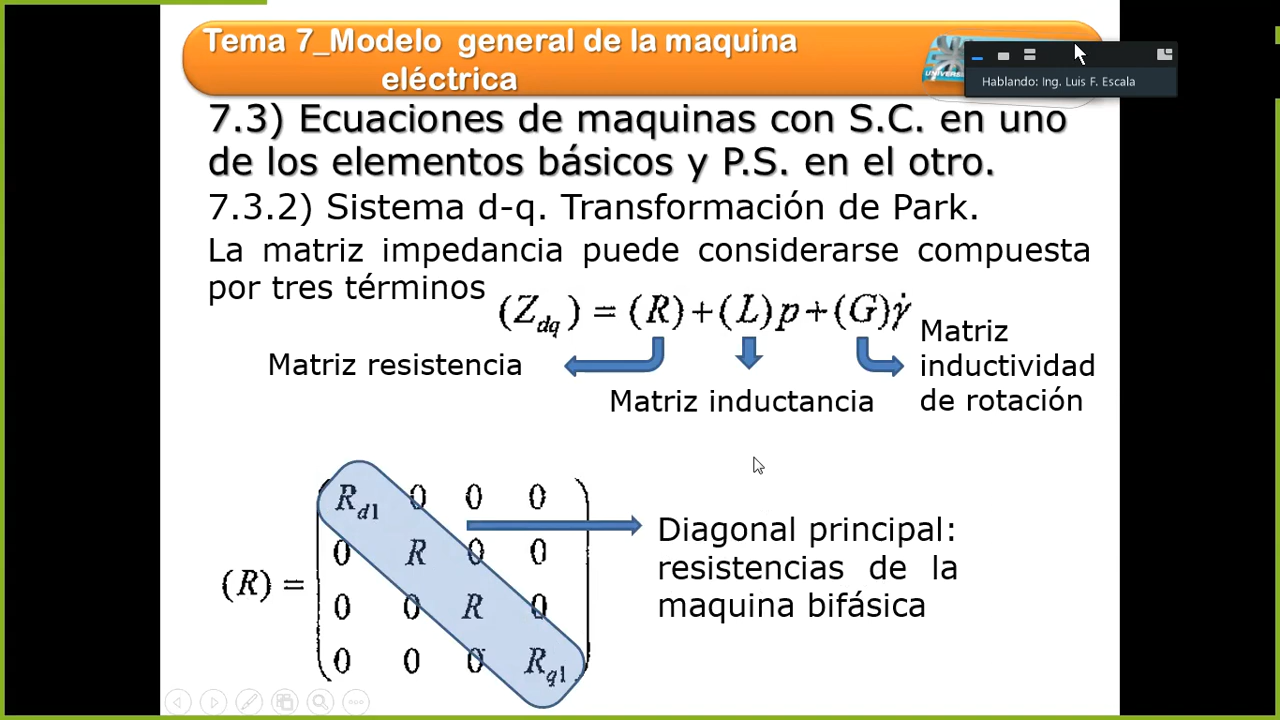 Tema 7_Modelo general de la maquina
eléctrica
UNIVERS
Hablando: Ing. Luis F. Escala
7.3) Ecuaciones de maquinas con S.C. en uno
de los elementos básicos y P.S. en el otro.
7.3.2) Sistema d-q. Transformación de Park.
La matriz impedancia puede considerarse compuesta
por tres términos
(Z_dq) = (R) + (L)p + (G)γ̇
Matriz resistencia
Matriz inductancia
Matriz
inductividad
de rotación
(R) =
R_d1 0 0 0
0 R 0 0
0 0 R 0
0 0 0 R_q1
Diagonal principal:
resistencias de la
maquina bifásica